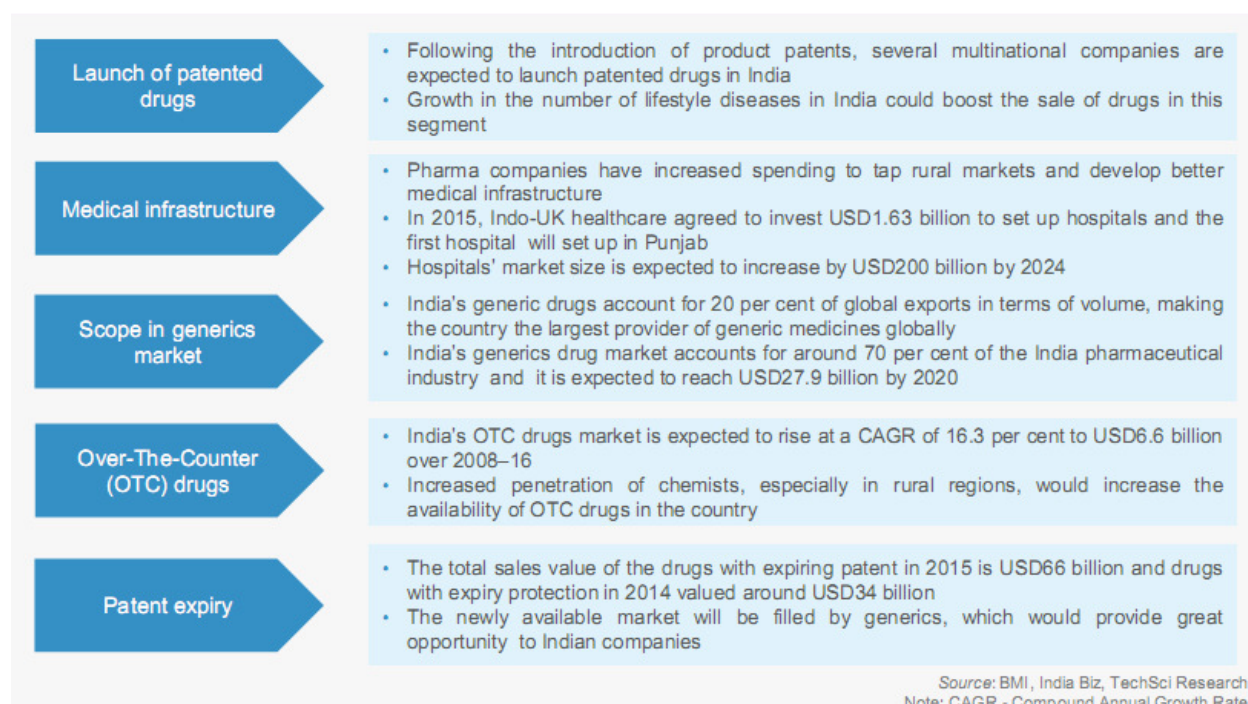 Launch of patented
drugs
• Following the introduction of product patents, several multinational companies are
expected to launch patented drugs in India
• Growth in the number of lifestyle diseases in India could boost the sale of drugs in this
segment
Medical infrastructure
• Pharma companies have increased spending to tap rural markets and develop better
medical infrastructure
• In 2015, Indo-UK healthcare agreed to invest USD1.63 billion to set up hospitals and the
first hospital will set up in Punjab
• Hospitals' market size is expected to increase by USD200 billion by 2024
Scope in generics
market
• India's generic drugs account for 20 per cent of global exports in terms of volume, making
the country the largest provider of generic medicines globally
• India's generics drug market accounts for around 70 per cent of the India pharmaceutical
industry and it is expected to reach USD27.9 billion by 2020
Over-The-Counter
(OTC) drugs
• India's OTC drugs market is expected to rise at a CAGR of 16.3 per cent to USD6.6 billion
over 2008–16
• Increased penetration of chemists, especially in rural regions, would increase the
availability of OTC drugs in the country
Patent expiry
• The total sales value of the drugs with expiring patent in 2015 is USD66 billion and drugs
with expiry protection in 2014 valued around USD34 billion
• The newly available market will be filled by generics, which would provide great
opportunity to Indian companies
Source: BMI, India Biz, TechSci Research
Note: CAGR - Compound Annual Growth Rate